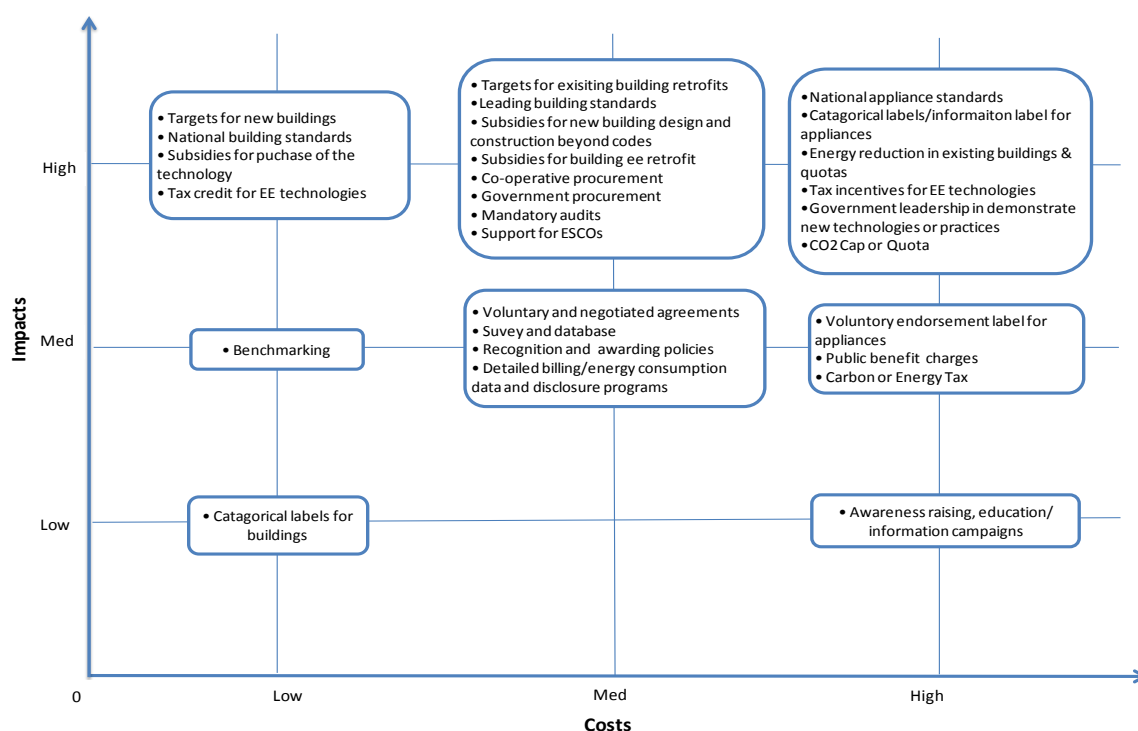 • Targets for new buildings
• National building standards
• Subsidies for puchase of the
technology
• Tax credit for EE technologies
• Targets for exisiting building retrofits
• Leading building standards
• Subsidies for new building design and
construction beyond codes
• Subsidies for building ee retrofit
• Co-operative procurement
• Government procurement
• Mandatory audits
• Support for ESCOs
• National appliance standards
• Catagorical labels/informaiton label for
appliances
• Energy reduction in existing buildings &
quotas
• Tax incentives for EE technologies
• Government leadership in demonstrate
new technologies or practices
• CO2 Cap or Quota
High
• Benchmarking
• Voluntary and negotiated agreements
• Suvey and database
• Recognition and awarding policies
• Detailed billing/energy consumption
data and disclosure programs
• Voluntory endorsement label for
appliances
• Public benefit charges
• Carbon or Energy Tax
Med
Impacts
• Catagorical labels for
buildings
• Awareness raising, education/
information campaigns
Low
0
Low
Med
High
Costs